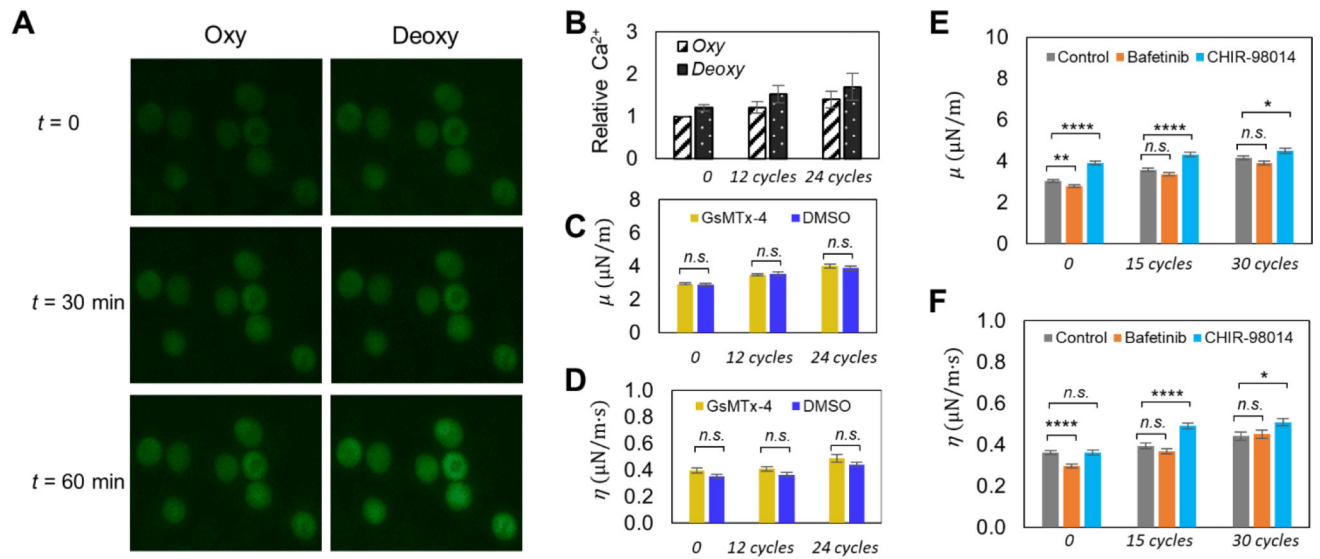 A
Oxy
Deoxy
t = 0
t = 30 min
t = 60 min
B
Relative Ca²⁺
3
2
1
0
Oxy
Deoxy
0
12 cycles
24 cycles
C
μ (μN/m)
8
6
4
2
0
GsMTx-4
DMSO
n.s.
n.s.
n.s.
0
12 cycles
24 cycles
D
η (μN/m·s)
1.0
0.8
0.6
0.4
0.2
0.0
GsMTx-4
DMSO
n.s.
n.s.
n.s.
0
12 cycles
24 cycles
E
μ (μN/m)
10
8
6
4
2
0
Control
Bafetinib
CHIR-98014
****
**
****
n.s.
*
n.s.
0
15 cycles
30 cycles
F
η (μN/m·s)
1.0
0.8
0.6
0.4
0.2
0.0
Control
Bafetinib
CHIR-98014
n.s.
****
****
n.s.
*
n.s.
0
15 cycles
30 cycles